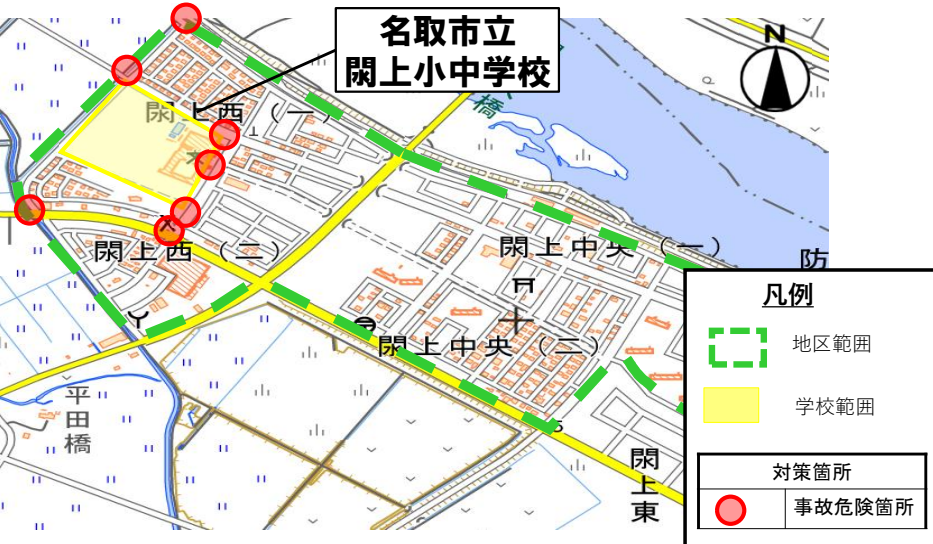 名取市立
閖上小中学校
N
橋
閖上西(一)
閖上西(二)
閖上中央(一)
閖上中央(二)
防
平田橋
閖上東
凡例
地区範囲
学校範囲
対策箇所
事故危険箇所